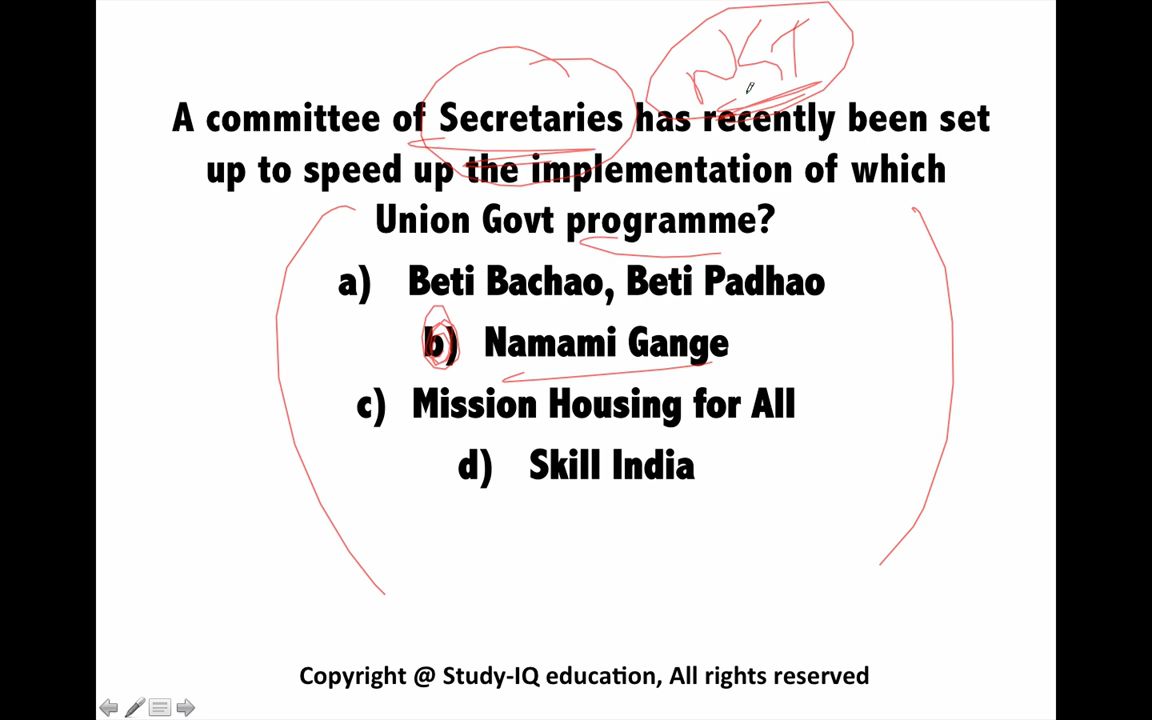 A committee of Secretaries has recently been set
up to speed up the implementation of which
Union Govt programme?
a) Beti Bachao, Beti Padhao
b) Namami Gange
c) Mission Housing for All
d) Skill India
Copyright @ Study-IQ education, All rights reserved